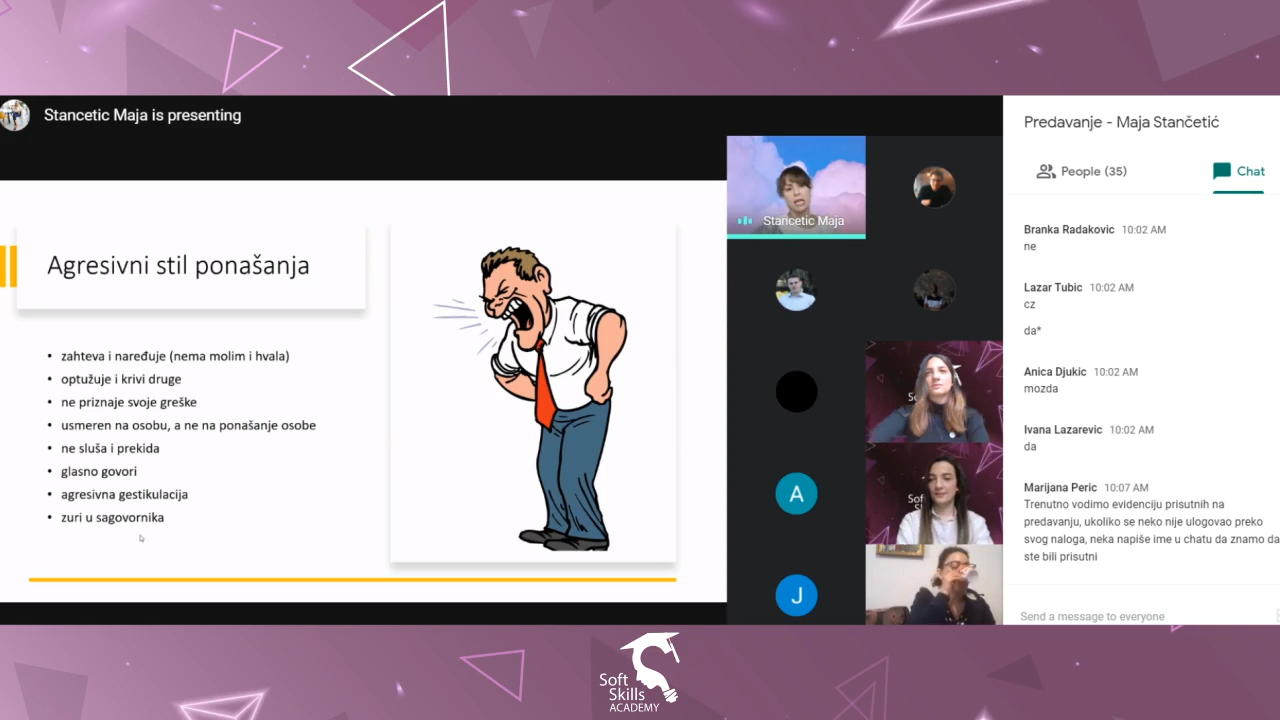 Stancetic Maja is presenting
Agresivni stil ponašanja
• zahteva i naređuje (nema molim i hvala)
• optužuje i krivi druge
• ne priznaje svoje greške
• usmeren na osobu, a ne na ponašanje osobe
• ne sluša i prekida
• glasno govori
• agresivna gestikulacija
• zuri u sagovornika
Stancetic Maja
A
J
Predavanje - Maja Stančetić
People (35)
Chat
Branka Radakovic 10:02 AM
ne
Lazar Tubic 10:02 AM
cz
da*
Anica Djukic 10:02 AM
mozda
Ivana Lazarevic 10:02 AM
da
Marijana Peric 10:07 AM
Trenutno vodimo evidenciju prisutnih na
predavanju, ukoliko se neko nije ulogovao preko
svog naloga, neka napiše ime u chatu da znamo da
ste bili prisutni
Send a message to everyone
Soft
Skills
ACADEMY